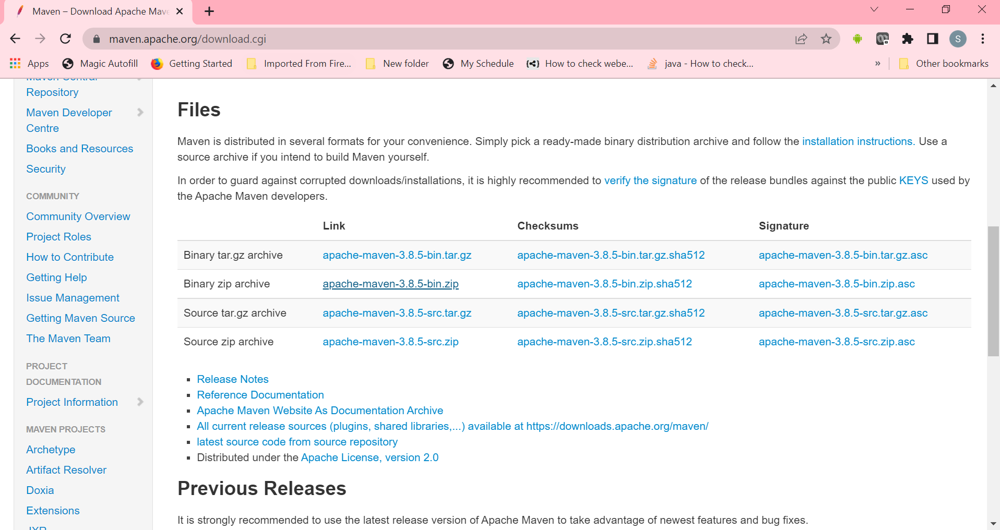 Maven – Download Apache Mave
maven.apache.org/download.cgi
S
Apps
Magic Autofill
Getting Started
Imported From Fire...
New folder
My Schedule
How to check webe...
java - How to check...
»
Other bookmarks
Maven Central
Repository
Maven Developer
Centre
Books and Resources
Security
COMMUNITY
Community Overview
Project Roles
How to Contribute
Getting Help
Issue Management
Getting Maven Source
The Maven Team
PROJECT
DOCUMENTATION
Project Information
MAVEN PROJECTS
Archetype
Artifact Resolver
Doxia
Extensions
JXR
Files
Maven is distributed in several formats for your convenience. Simply pick a ready-made binary distribution archive and follow the installation instructions. Use a
source archive if you intend to build Maven yourself.
In order to guard against corrupted downloads/installations, it is highly recommended to verify the signature of the release bundles against the public KEYS used by
the Apache Maven developers.
Link Checksums Signature
Binary tar.gz archive apache-maven-3.8.5-bin.tar.gz apache-maven-3.8.5-bin.tar.gz.sha512 apache-maven-3.8.5-bin.tar.gz.asc
Binary zip archive apache-maven-3.8.5-bin.zip apache-maven-3.8.5-bin.zip.sha512 apache-maven-3.8.5-bin.zip.asc
Source tar.gz archive apache-maven-3.8.5-src.tar.gz apache-maven-3.8.5-src.tar.gz.sha512 apache-maven-3.8.5-src.tar.gz.asc
Source zip archive apache-maven-3.8.5-src.zip apache-maven-3.8.5-src.zip.sha512 apache-maven-3.8.5-src.zip.asc
Release Notes
Reference Documentation
Apache Maven Website As Documentation Archive
All current release sources (plugins, shared libraries,...) available at https://downloads.apache.org/maven/
latest source code from source repository
Distributed under the Apache License, version 2.0
Previous Releases
It is strongly recommended to use the latest release version of Apache Maven to take advantage of newest features and bug fixes.